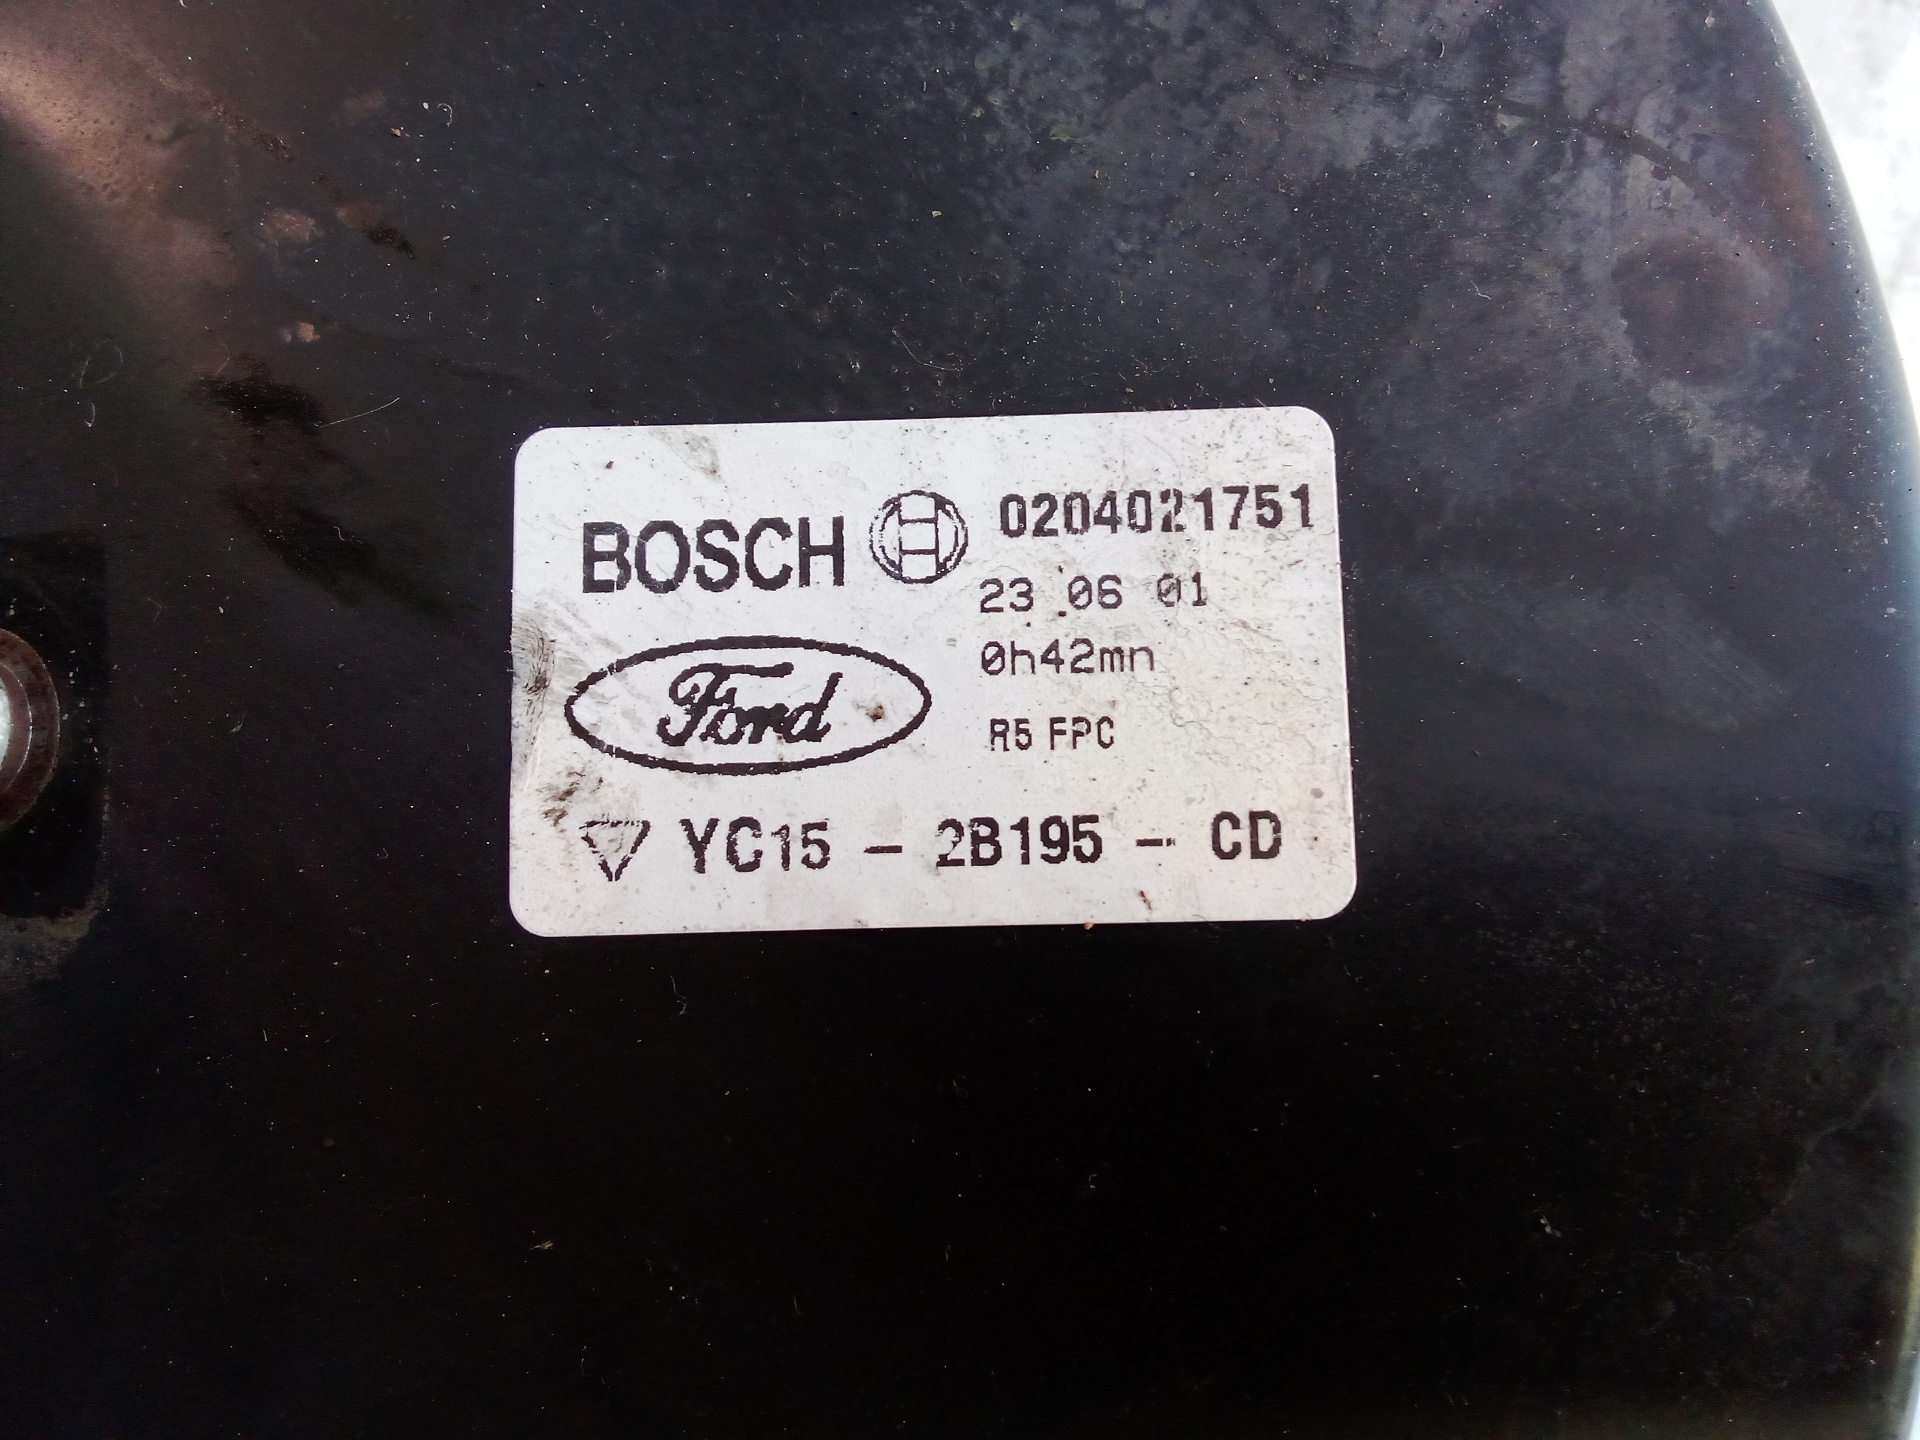 BOSCH 0204021751
23 06 01
0h42mn
Ford
R5 FPC
YC15 - 2B195 - CD